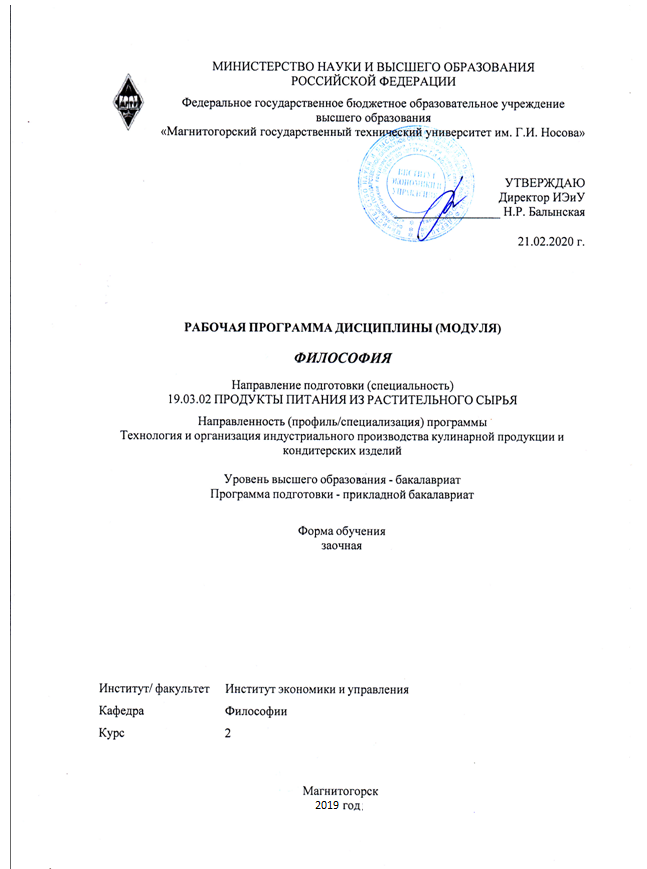 МИНИСТЕРСТВО НАУКИ И ВЫСШЕГО ОБРАЗОВАНИЯ
РОССИЙСКОЙ ФЕДЕРАЦИИ
Федеральное государственное бюджетное образовательное учреждение
высшего образования
«Магнитогорский государственный технический университет им. Г.И. Носова»
ИНСТИТУТ
ЭКОНОМИКИ И
УПРАВЛЕНИЯ
УТВЕРЖДАЮ
Директор ИЭиУ
Н.Р. Балынская
21.02.2020 г.
РАБОЧАЯ ПРОГРАММА ДИСЦИПЛИНЫ (МОДУЛЯ)
ФИЛОСОФИЯ
Направление подготовки (специальность)
19.03.02 ПРОДУКТЫ ПИТАНИЯ ИЗ РАСТИТЕЛЬНОГО СЫРЬЯ
Направленность (профиль/специализация) программы
Технология и организация индустриального производства кулинарной продукции и
кондитерских изделий
Уровень высшего образования - бакалавриат
Программа подготовки - прикладной бакалавриат
Форма обучения
заочная
Институт/ факультет Институт экономики и управления
Кафедра Философии
Курс 2
Магнитогорск
2019 год